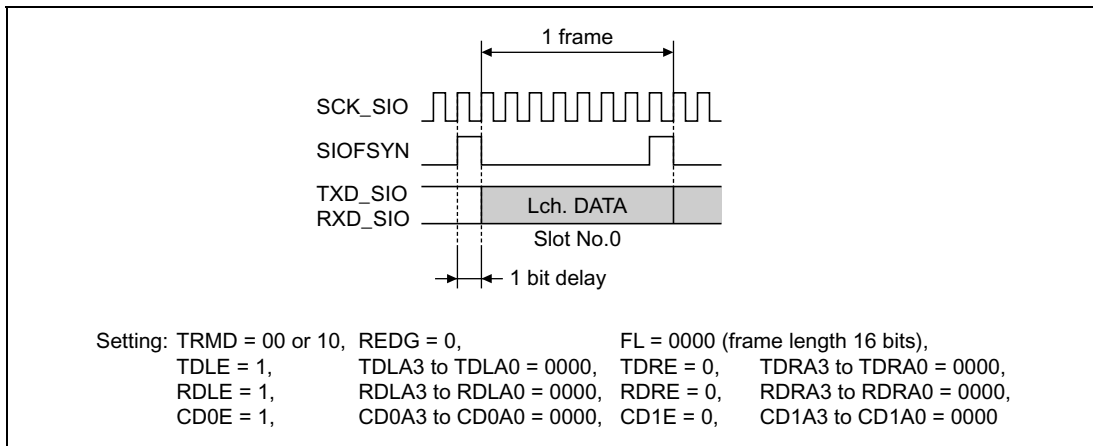 1 frame
SCK_SIO
SIOFSYN
TXD_SIO
RXD_SIO
Lch. DATA
Slot No.0
1 bit delay
Setting: TRMD = 00 or 10, REDG = 0, FL = 0000 (frame length 16 bits),
TDLE = 1, TDLA3 to TDLA0 = 0000, TDRE = 0, TDRA3 to TDRA0 = 0000,
RDLE = 1, RDLA3 to RDLA0 = 0000, RDRE = 0, RDRA3 to RDRA0 = 0000,
CD0E = 1, CD0A3 to CD0A0 = 0000, CD1E = 0, CD1A3 to CD1A0 = 0000